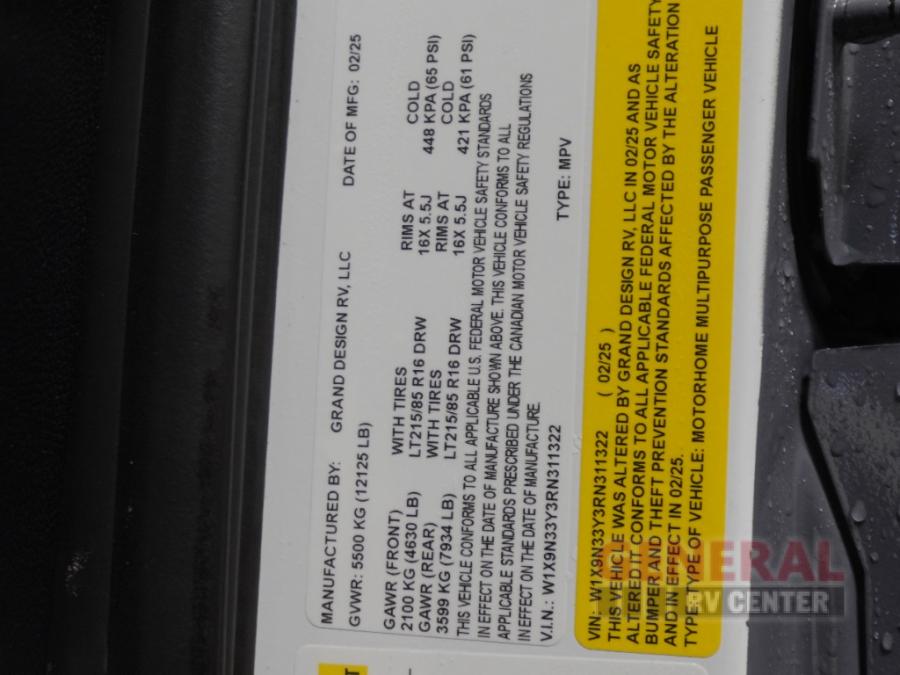 MANUFACTURED BY: GRAND DESIGN RV, LLC DATE OF MFG: 02/25
GVWR: 5500 KG (12125 LB)
GAWR (FRONT) WITH TIRES RIMS AT COLD
2100 KG (4630 LB) LT215/85 R16 DRW 16X 5.5J 448 KPA (65 PSI)
GAWR (REAR) WITH TIRES RIMS AT COLD
3599 KG (7934 LB) LT215/85 R16 DRW 16X 5.5J 421 KPA (61 PSI)
THIS VEHICLE CONFORMS TO ALL APPLICABLE U.S. FEDERAL MOTOR VEHICLE SAFETY STANDARDS
IN EFFECT ON THE DATE OF MANUFACTURE SHOWN ABOVE. THIS VEHICLE CONFORMS TO ALL
APPLICABLE STANDARDS PRESCRIBED UNDER THE CANADIAN MOTOR VEHICLE SAFETY REGULATIONS
IN EFFECT ON THE DATE OF MANUFACTURE.
V.I.N.: W1X9N33Y3RN311322 TYPE: MPV
VIN: W1X9N33Y3RN311322 ( 02/25 )
THIS VEHICLE WAS ALTERED BY GRAND DESIGN RV, LLC IN 02/25 AND AS
ALTERED IT CONFORMS TO ALL APPLICABLE FEDERAL MOTOR VEHICLE SAFETY
BUMPER AND THEFT PREVENTION STANDARDS AFFECTED BY THE ALTERATION
AND IN EFFECT IN 02/25.
TYPE TYPE OF VEHICLE: MOTORHOME MULTIPURPOSE PASSENGER VEHICLE
GENERAL
RV CENTER